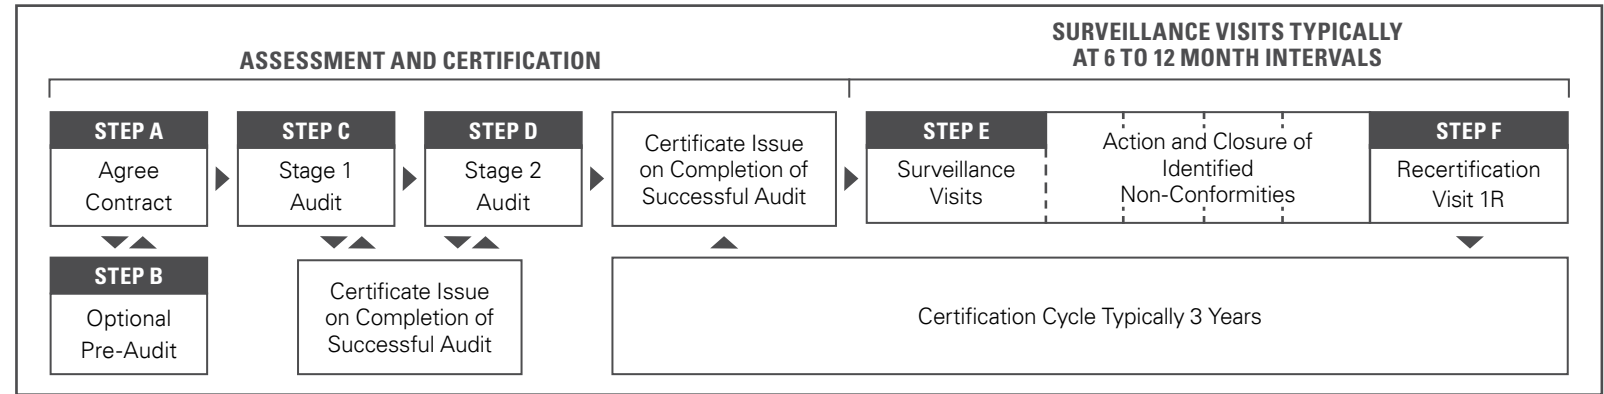 ASSESSMENT AND CERTIFICATION
SURVEILLANCE VISITS TYPICALLY
AT 6 TO 12 MONTH INTERVALS
STEP A
Agree
Contract
STEP C
Stage 1
Audit
STEP D
Stage 2
Audit
Certificate Issue
on Completion of
Successful Audit
STEP E
Surveillance
Visits
Action and Closure of
Identified
Non-Conformities
STEP F
Recertification
Visit 1R
STEP B
Optional
Pre-Audit
Certificate Issue
on Completion of
Successful Audit
Certification Cycle Typically 3 Years